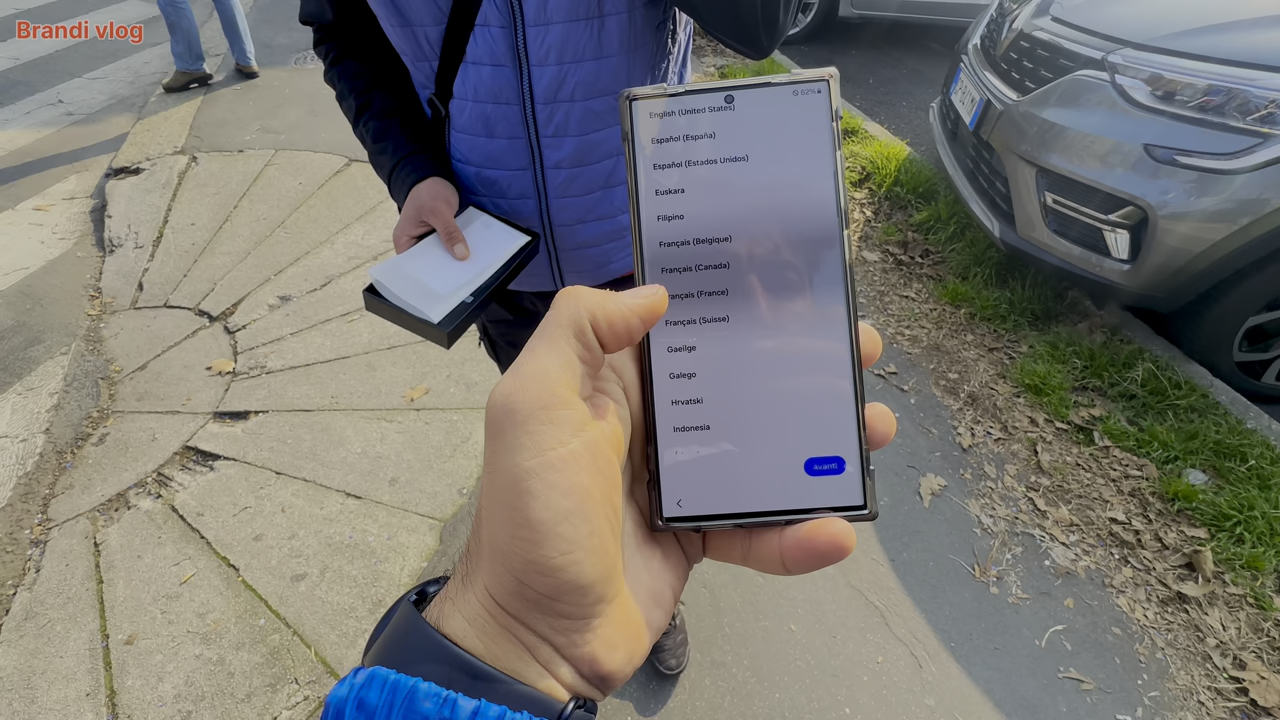 Brandi vlog
62%
English (United States)
Español (España)
Español (Estados Unidos)
Euskara
Filipino
Français (Belgique)
Français (Canada)
Français (France)
Français (Suisse)
Gaeilge
Galego
Hrvatski
Indonesia
avanti